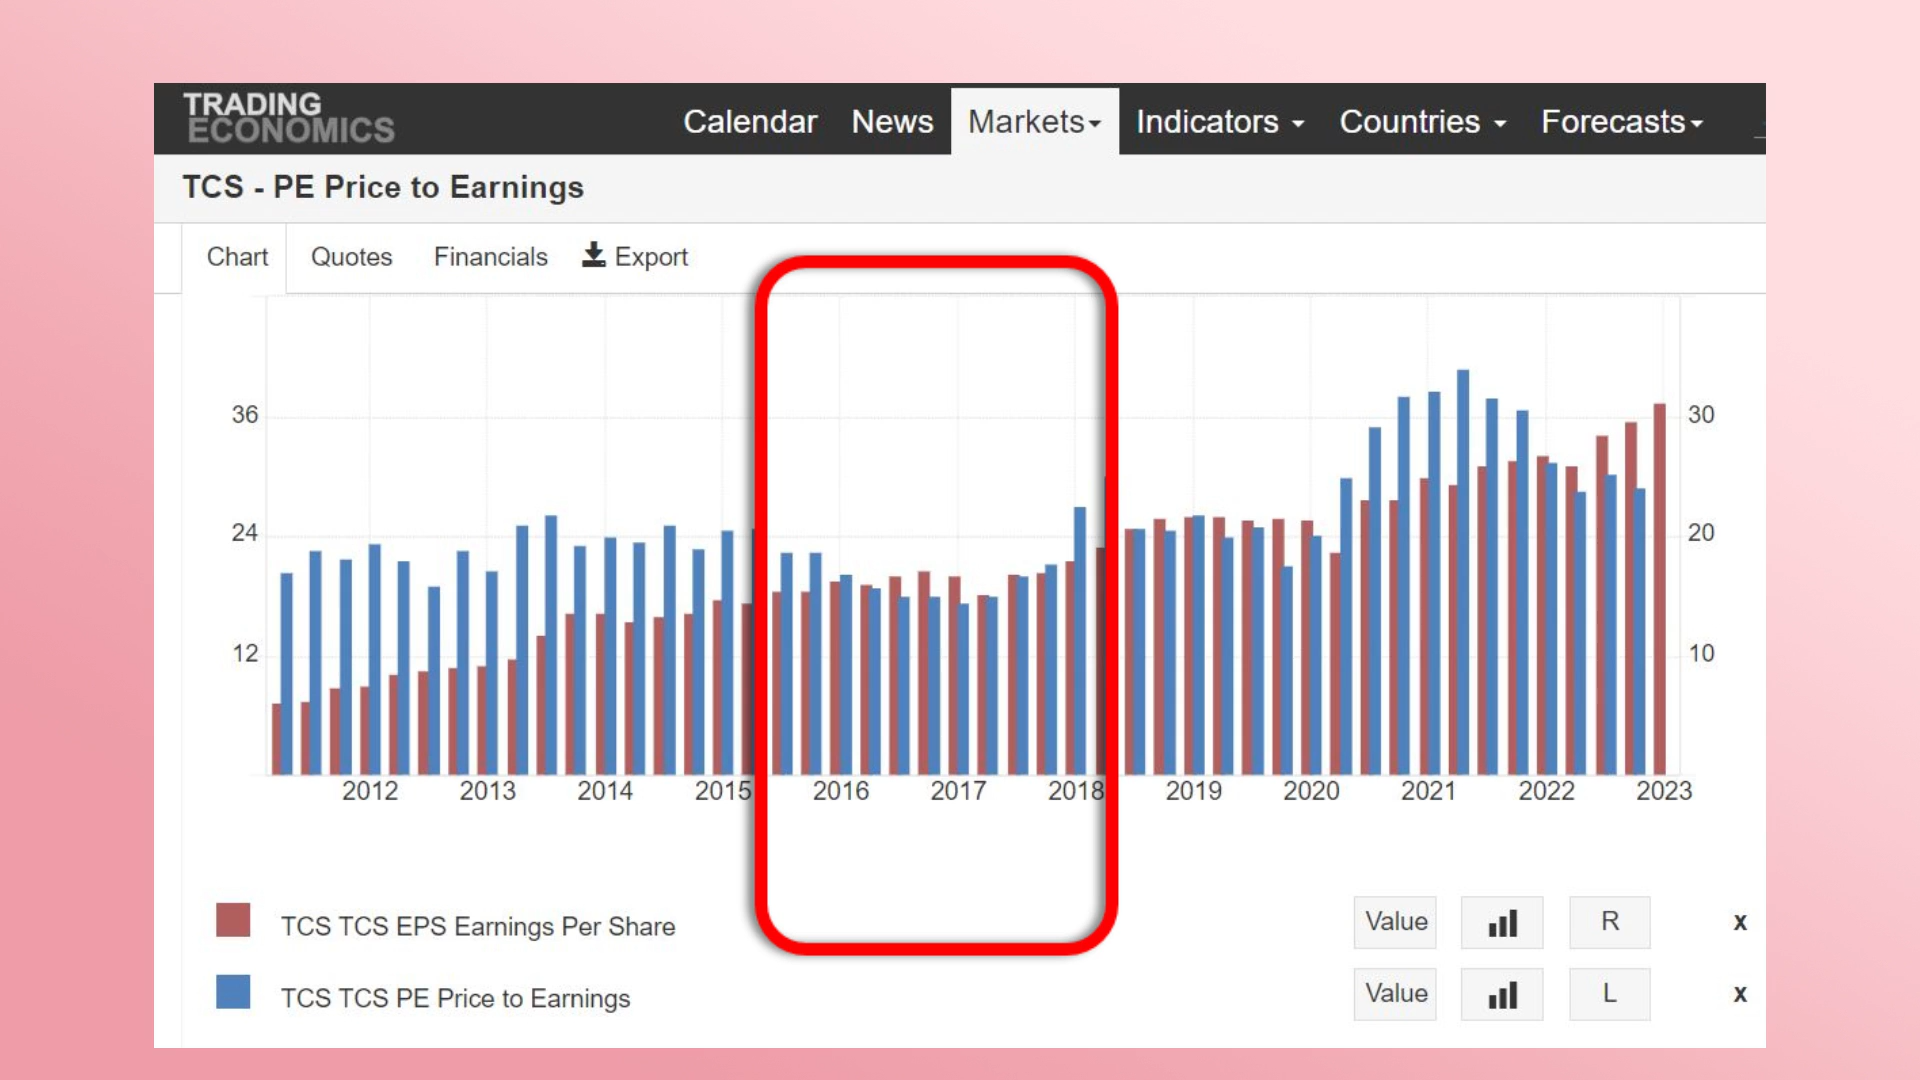 TRADING
ECONOMICS
Calendar News Markets Indicators Countries Forecasts
TCS - PE Price to Earnings
Chart Quotes Financials Export
36 30
24 20
12 10
2012 2013 2014 2015 2016 2017 2018 2019 2020 2021 2022 2023
TCS TCS EPS Earnings Per Share Value R x
TCS TCS PE Price to Earnings Value L x